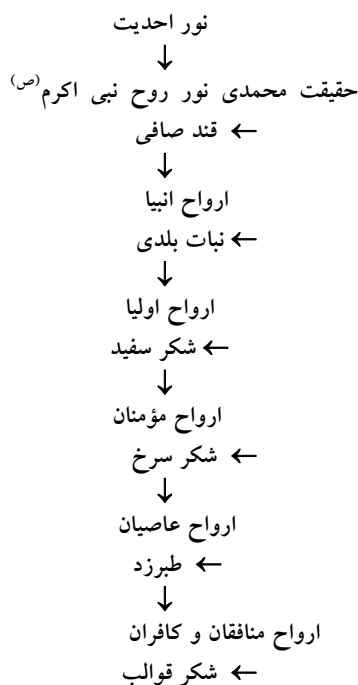 نور احدیت
↓
حقیقت محمدی نور روح نبی اکرم(ص)
← قند صافی
↓
ارواح انبیا
← نبات بلدی
↓
ارواح اولیا
← شکر سفید
↓
ارواح مؤمنان
← شکر سرخ
↓
ارواح عاصیان
← طبرزد
↓
ارواح منافقان و کافران
← شکر قوالب